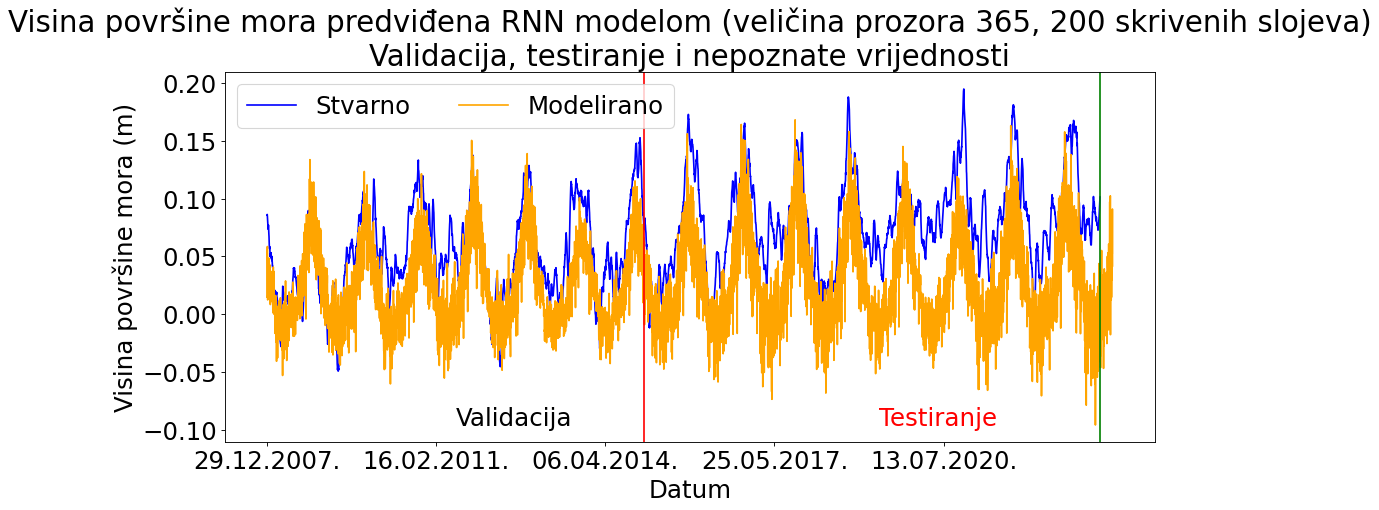 Visina površine mora predviđena RNN modelom (veličina prozora 365, 200 skrivenih slojeva)
Validacija, testiranje i nepoznate vrijednosti
Stvarno
Modelirano
Visina površine mora (m)
0.20
0.15
0.10
0.05
0.00
−0.05
−0.10
Validacija
Testiranje
29.12.2007.
16.02.2011.
06.04.2014.
25.05.2017.
13.07.2020.
Datum